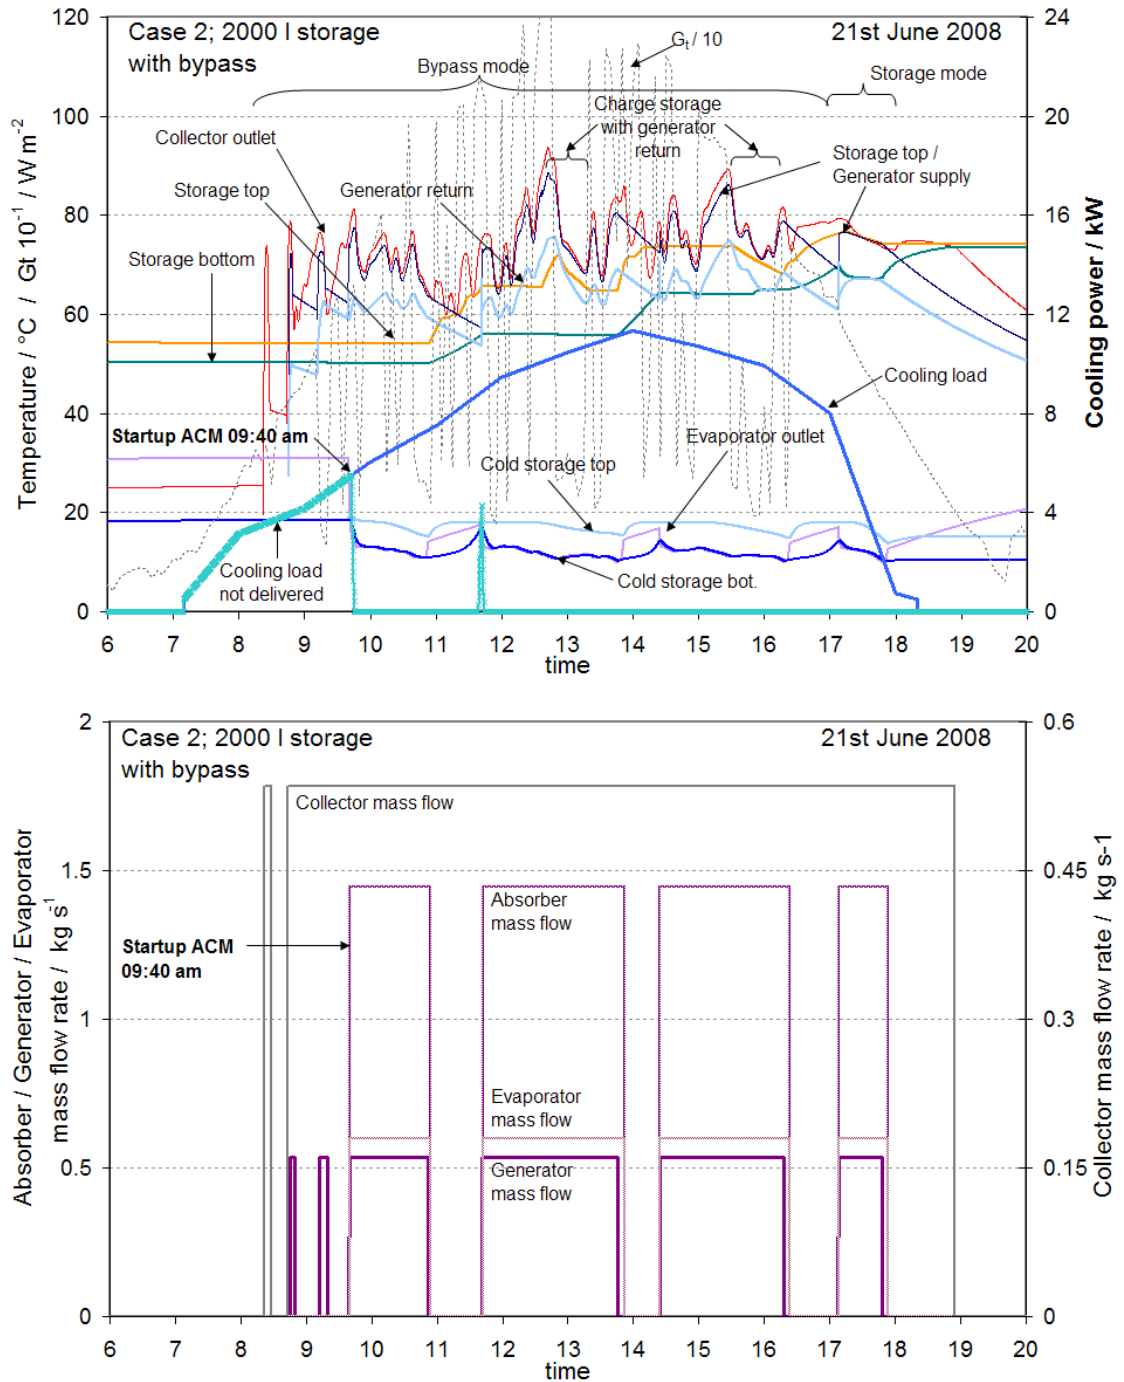 Case 2; 2000 l storage
with bypass
21st June 2008
Gt / 10
Bypass mode
Storage mode
Charge storage
with generator
return
Collector outlet
Storage top
Generator return
Storage top /
Generator supply
Storage bottom
Cooling load
Startup ACM 09:40 am
Evaporator outlet
Cold storage top
Cooling load
not delivered
Cold storage bot.
Temperature / °C / Gt 10-1 / W m-2
Cooling power / kW
120
100
80
60
40
20
0
24
20
16
12
8
4
0
6 7 8 9 10 11 12 13 14 15 16 17 18 19 20
time
Case 2; 2000 l storage
with bypass
21st June 2008
Collector mass flow
Absorber
mass flow
Startup ACM
09:40 am
Evaporator
mass flow
Generator
mass flow
Absorber / Generator / Evaporator
mass flow rate / kg s-1
Collector mass flow rate / kg s-1
2
1.5
1
0.5
0
0.6
0.45
0.3
0.15
0
6 7 8 9 10 11 12 13 14 15 16 17 18 19 20
time